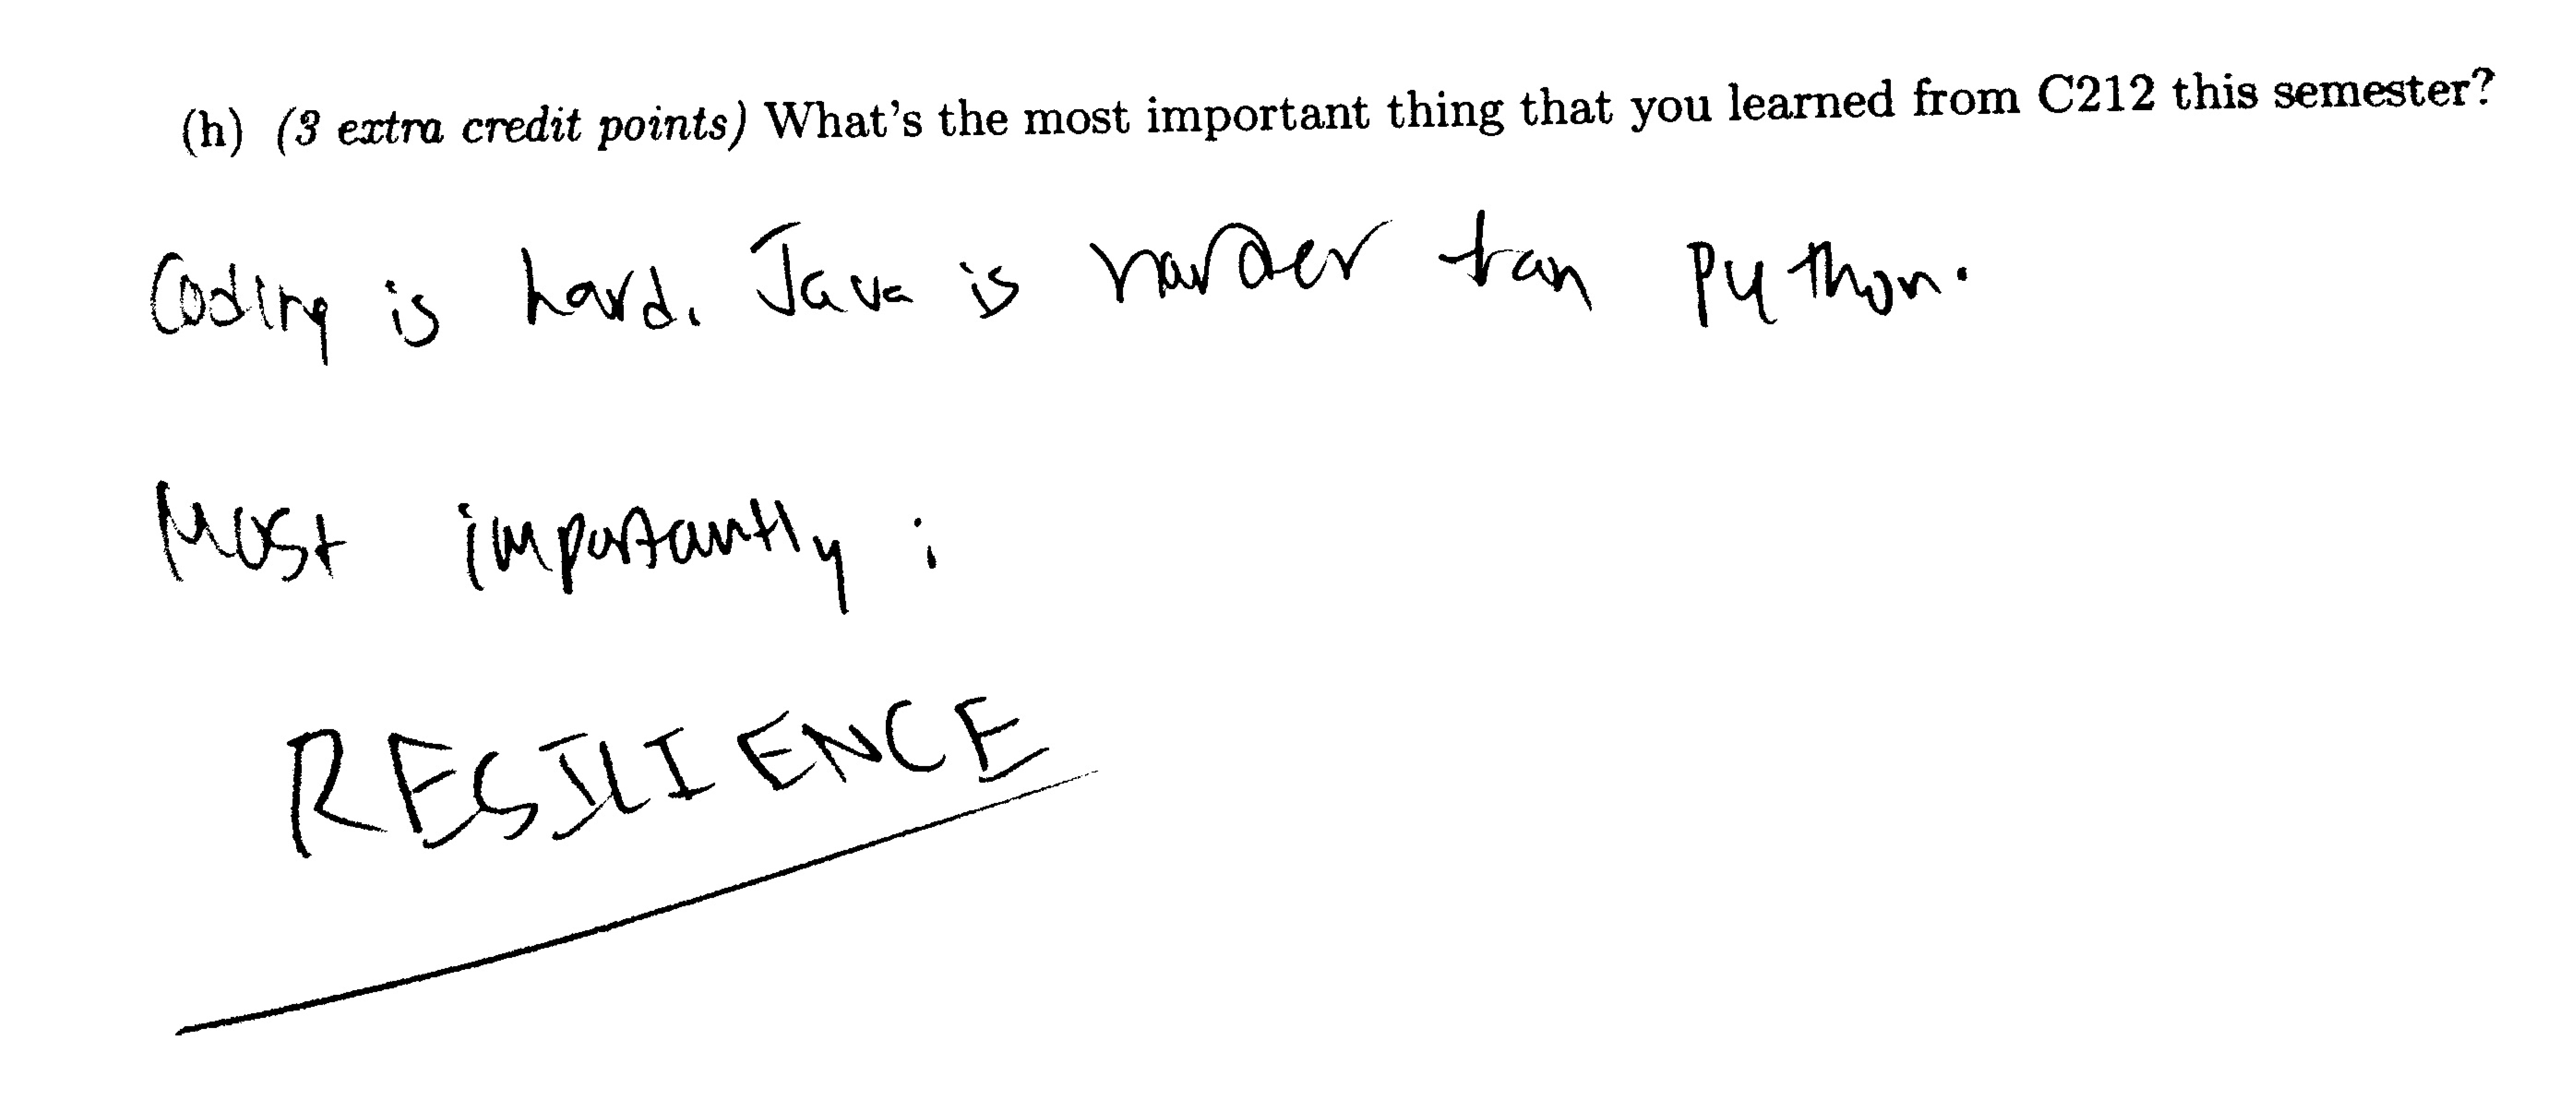 (h) (3 extra credit points) What's the most important thing that you learned from C212 this semester?
Coding is hard. Java is harder tan Python.
Most importantly :
RESILIENCE